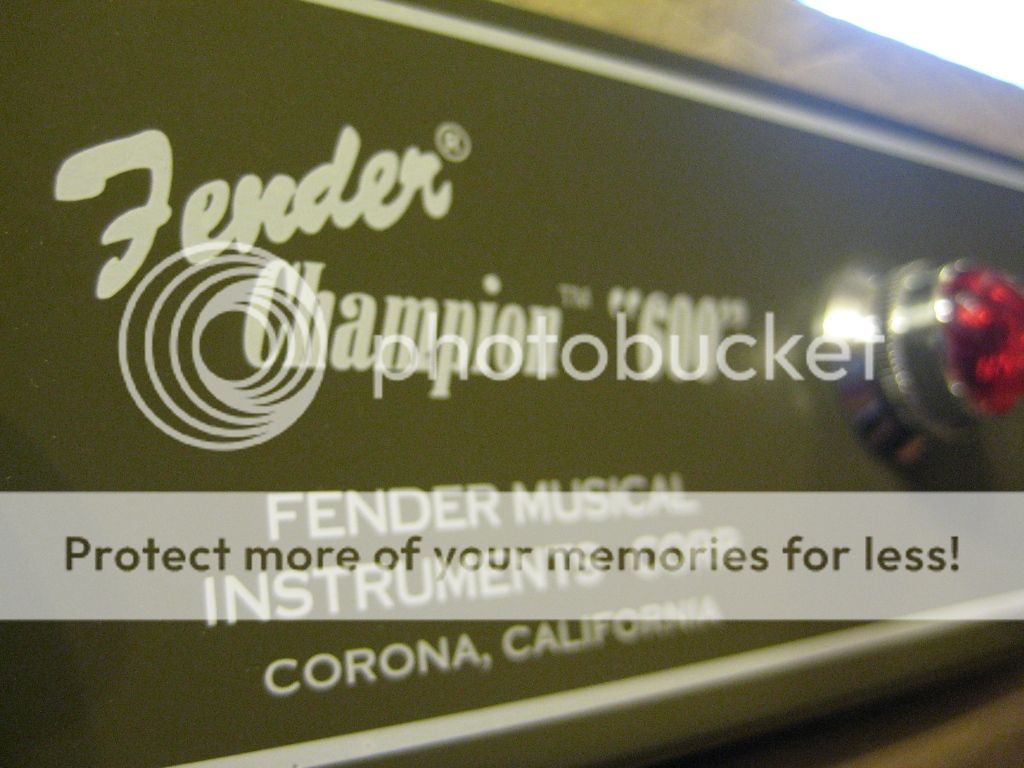 Fender®
Champion™ "600"
photobucket
FENDER MUSICAL
Protect more of your memories for less!
INSTRUMENTS CORP
CORONA, CALIFORNIA